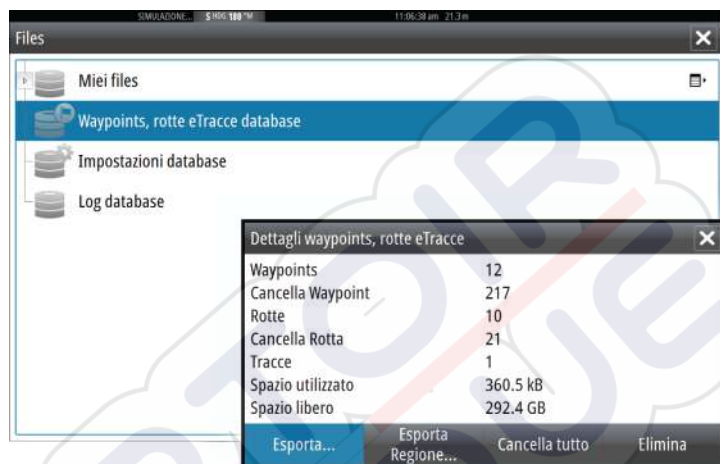 SIMULAZIONE... S HDG 180 °M 11:06:38 am 21.3 m
Files
Miei files
Waypoints, rotte eTracce database
Impostazioni database
Log database
Dettagli waypoints, rotte eTracce
Waypoints 12
Cancella Waypoint 217
Rotte 10
Cancella Rotta 21
Tracce 1
Spazio utilizzato 360.5 kB
Spazio libero 292.4 GB
Esporta... Esporta Regione... Cancella tutto Elimina